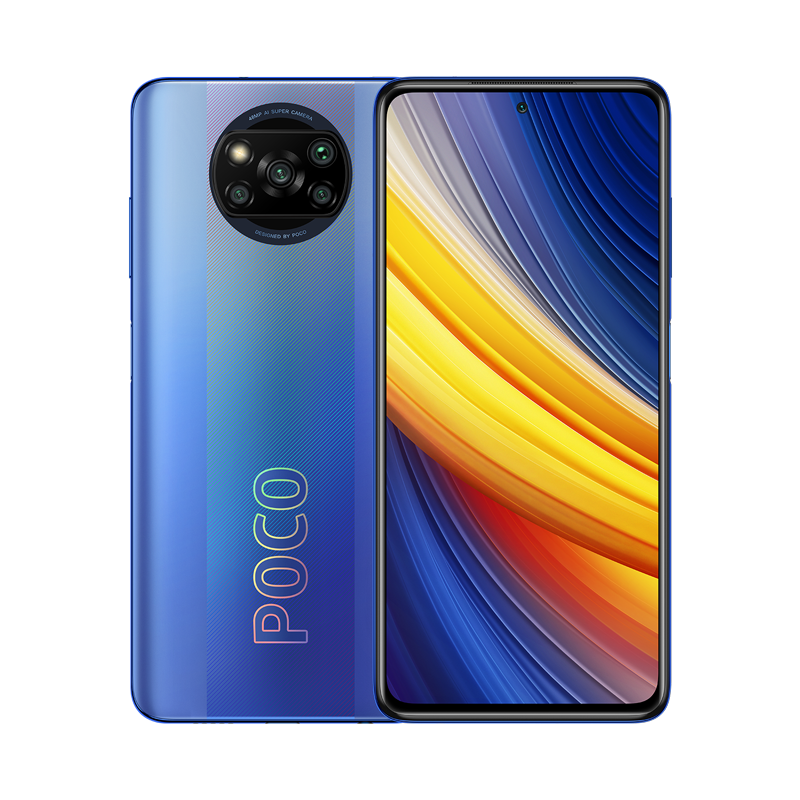 48MP AI SUPER CAMERA
DESIGNED BY POCO
POCO